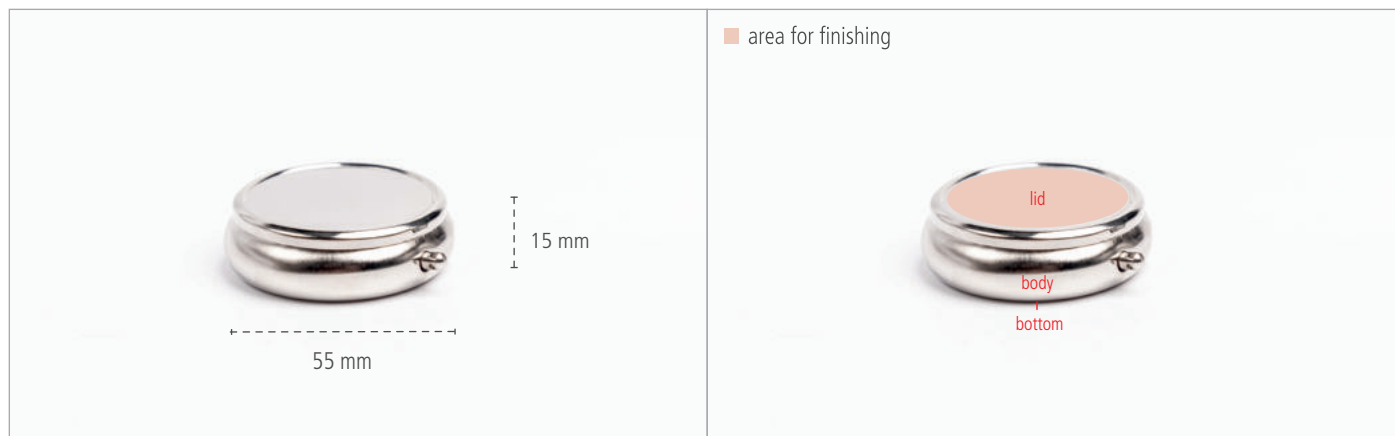 15 mm
55 mm
area for finishing
lid
body
bottom